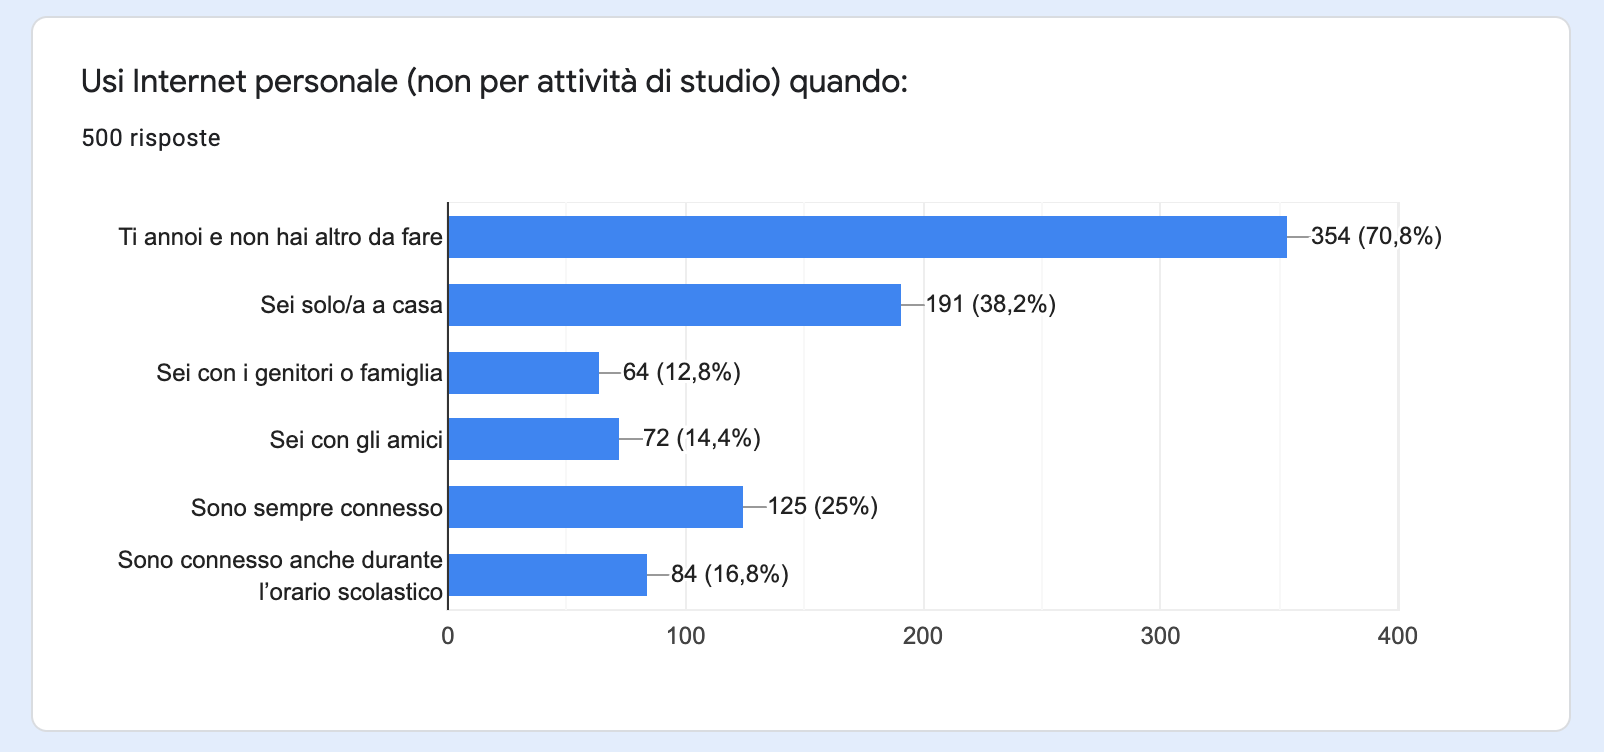 Usi Internet personale (non per attività di studio) quando:
500 risposte
Ti annoi e non hai altro da fare 354 (70,8%)
Sei solo/a a casa 191 (38,2%)
Sei con i genitori o famiglia 64 (12,8%)
Sei con gli amici 72 (14,4%)
Sono sempre connesso 125 (25%)
Sono connesso anche durante
l’orario scolastico 84 (16,8%)
0 100 200 300 400